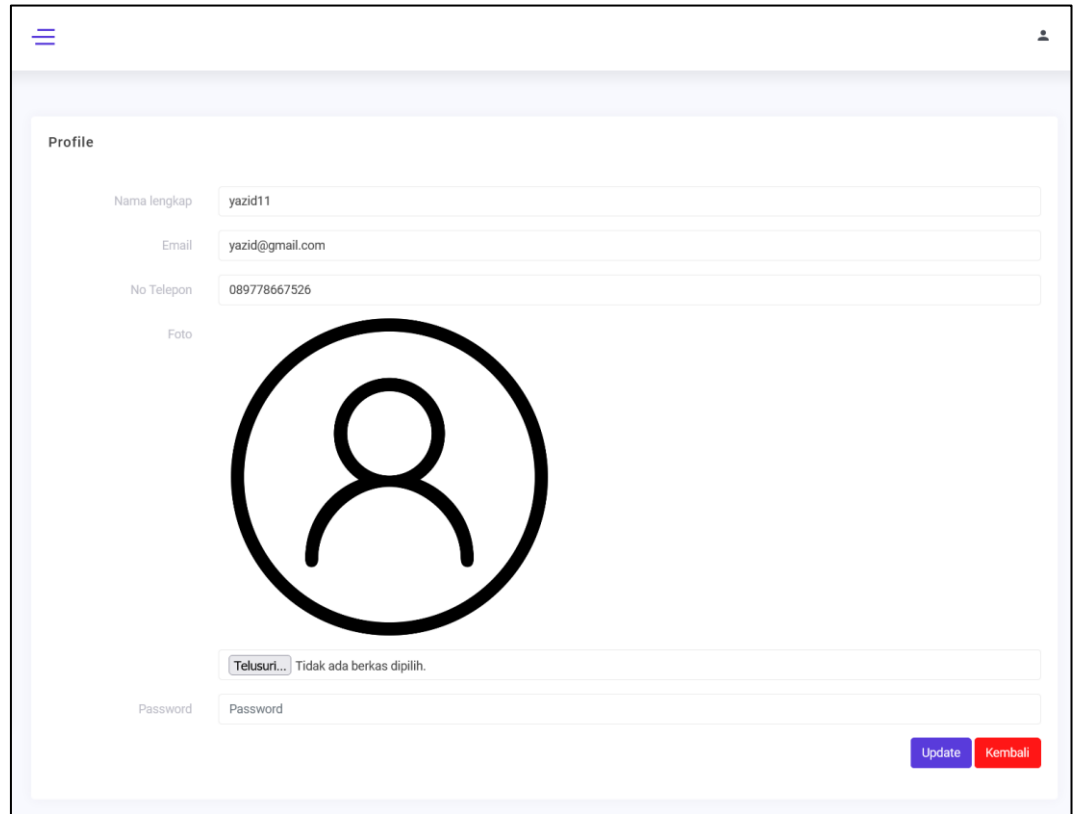 Profile
Nama lengkap yazid11
Email yazid@gmail.com
No Telepon 089778667526
Foto
Telusuri... Tidak ada berkas dipilih.
Password Password
Update Kembali